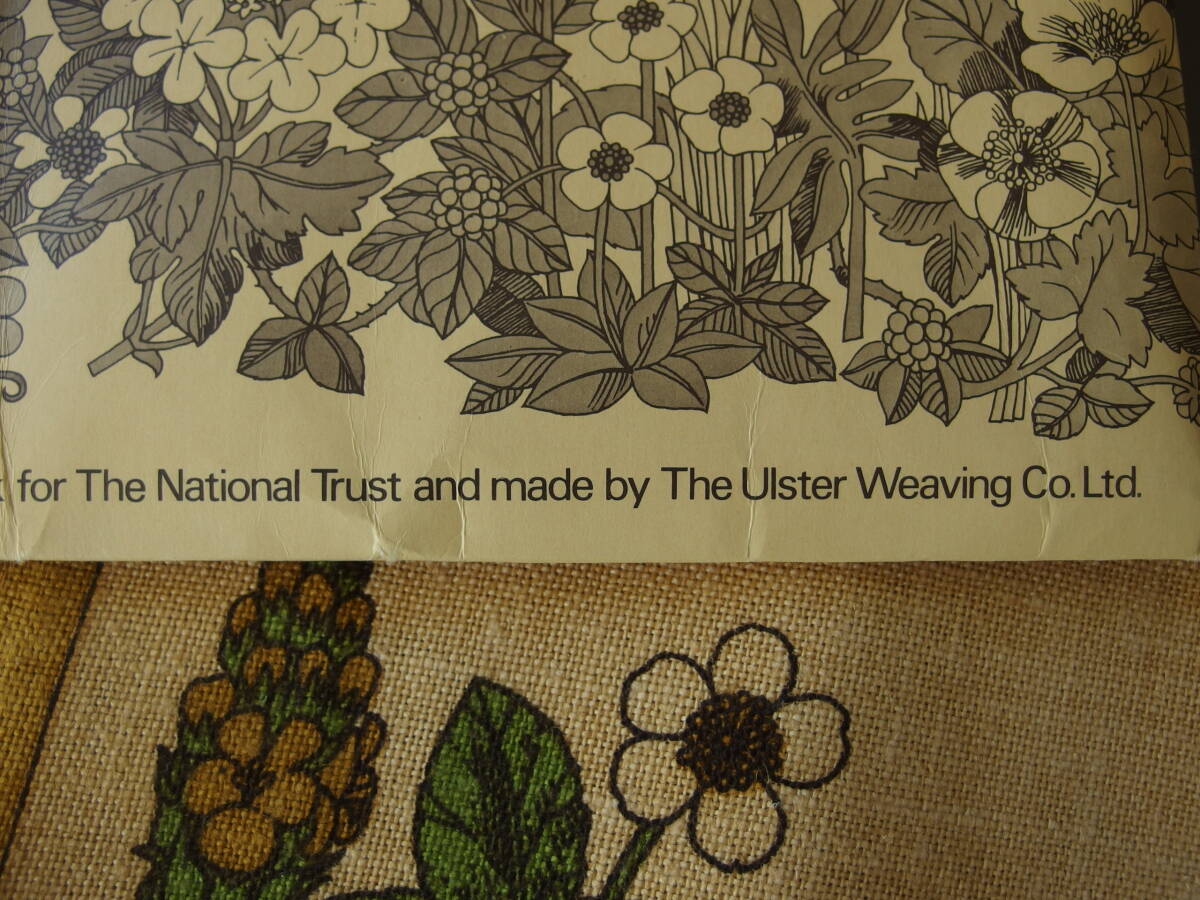 for The National Trust and made by The Ulster Weaving Co. Ltd.